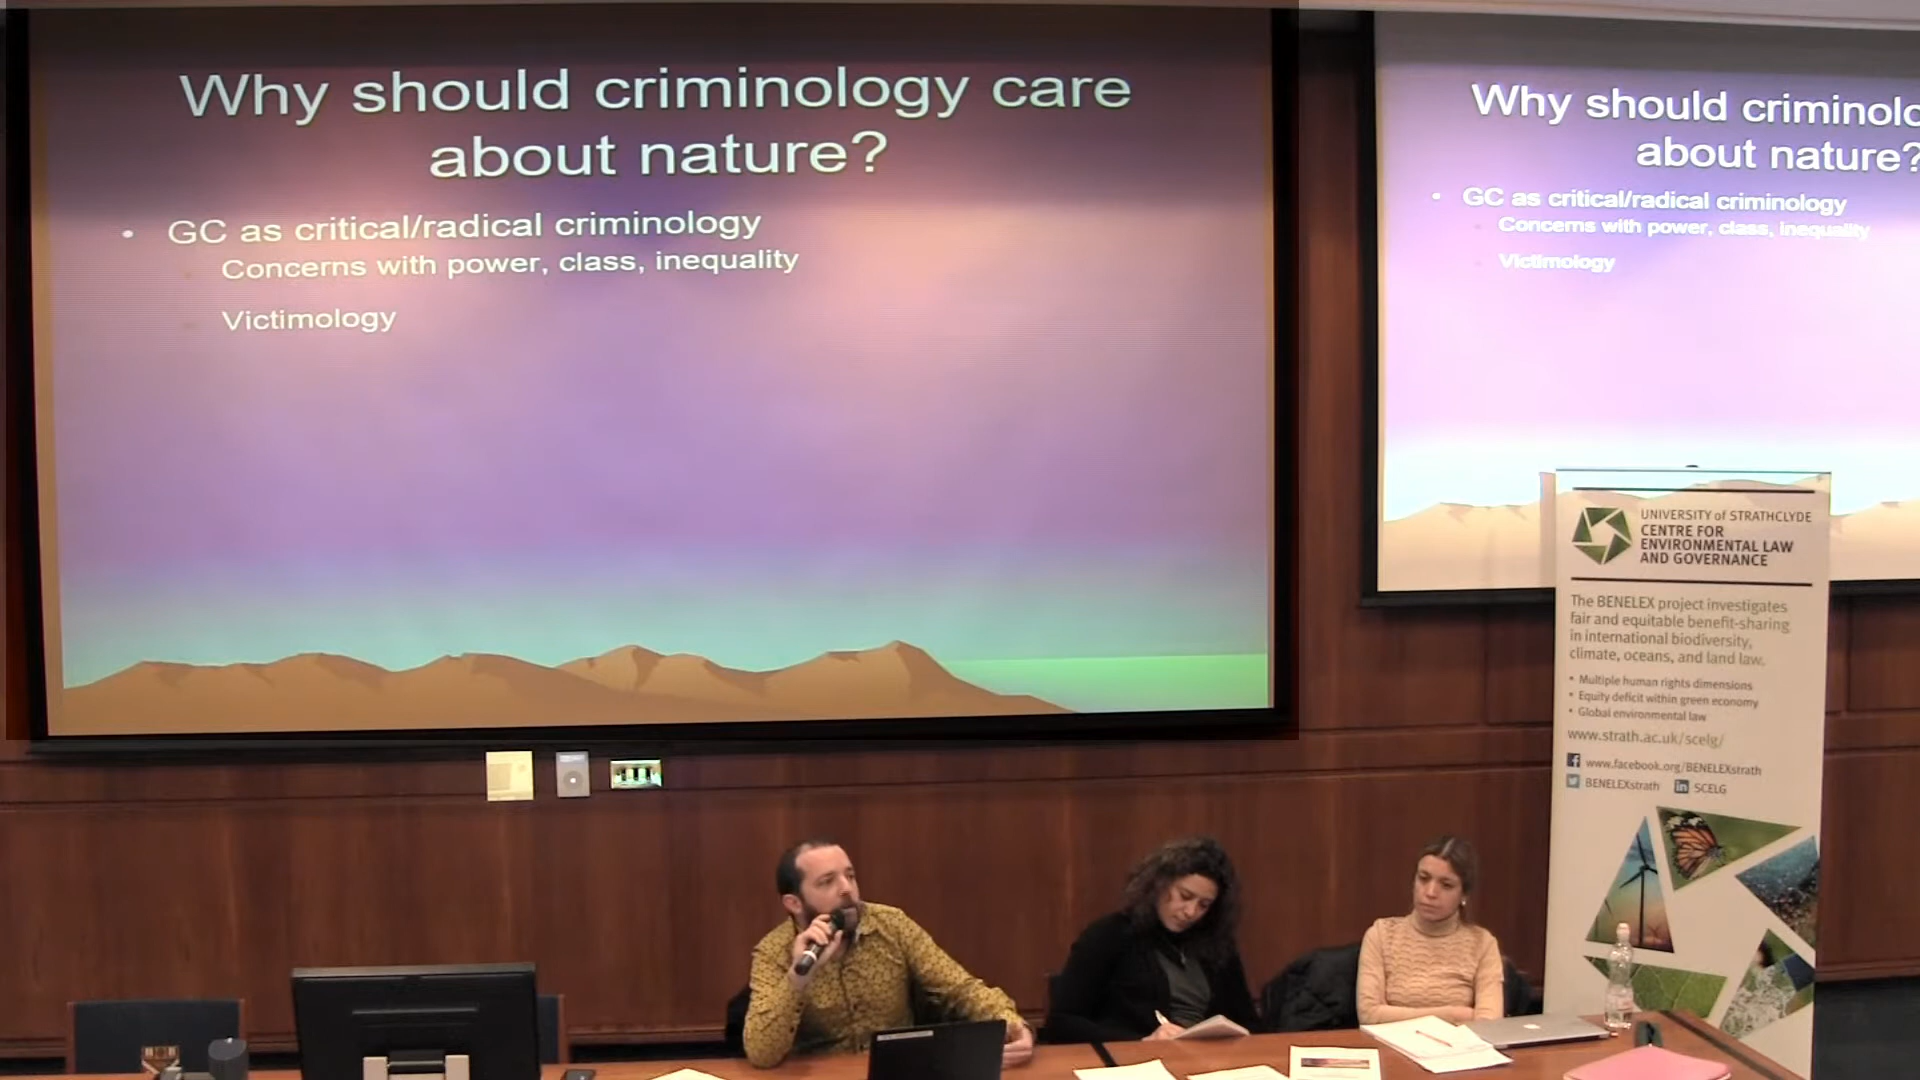 Why should criminology care
about nature?
• GC as critical/radical criminology
Concerns with power, class, inequality
Victimology
Why should criminolo
about nature?
• GC as critical/radical criminology
Concerns with power, class, inequality
Victimology
UNIVERSITY of STRATHCLYDE
CENTRE FOR
ENVIRONMENTAL LAW
AND GOVERNANCE
The BENELEX project investigates
fair and equitable benefit-sharing
in international biodiversity,
climate, oceans, and land law.
• Multiple human rights dimensions
• Equity deficit within green economy
• Global environmental law
www.strath.ac.uk/scelg/
www.facebook.org/BENELEXstrath
BENELEXstrath in SCELG